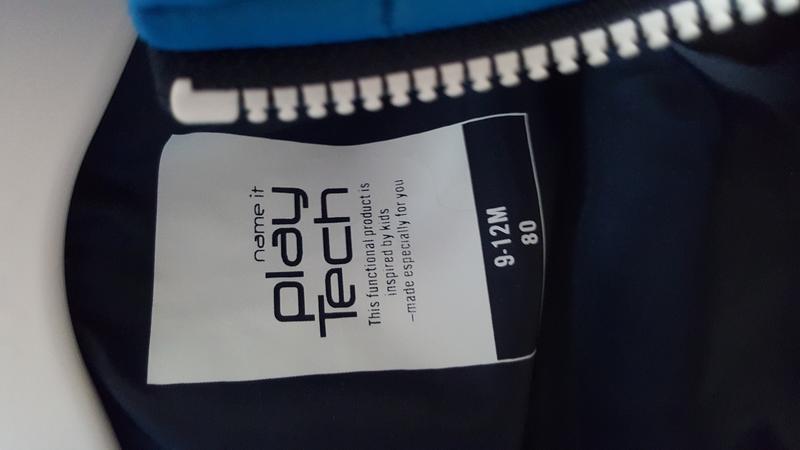 name it
play
Tech
This functional product is
inspired by kids
–made especially for you
9-12M
80